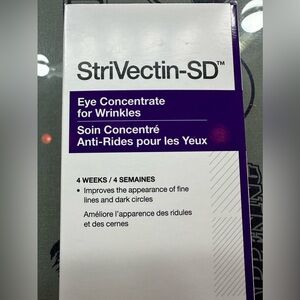 StriVectin-SD™
Eye Concentrate
for Wrinkles
Soin Concentré
Anti-Rides pour les Yeux
4 WEEKS / 4 SEMAINES
• Improves the appearance of fine
lines and dark circles
Améliore l'apparence des ridules
et des cernes